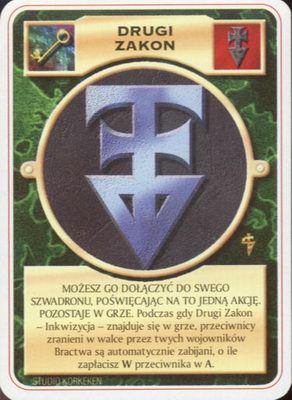 DRUGI
ZAKON
MOŻESZ GO DOŁĄCZYĆ DO SWEGO
SZWADRONU, POŚWIĘCAJĄC NA TO JEDNĄ AKCJĘ.
POZOSTAJE W GRZE. Podczas gdy Drugi Zakon
– Inkwizycja – znajduje się w grze, przeciwnicy
zranieni w walce przez twoich wojowników
Bractwa są automatycznie zabijani, o ile
zapłacisz W przeciwnika w A.
STUDIO KORKEKEN